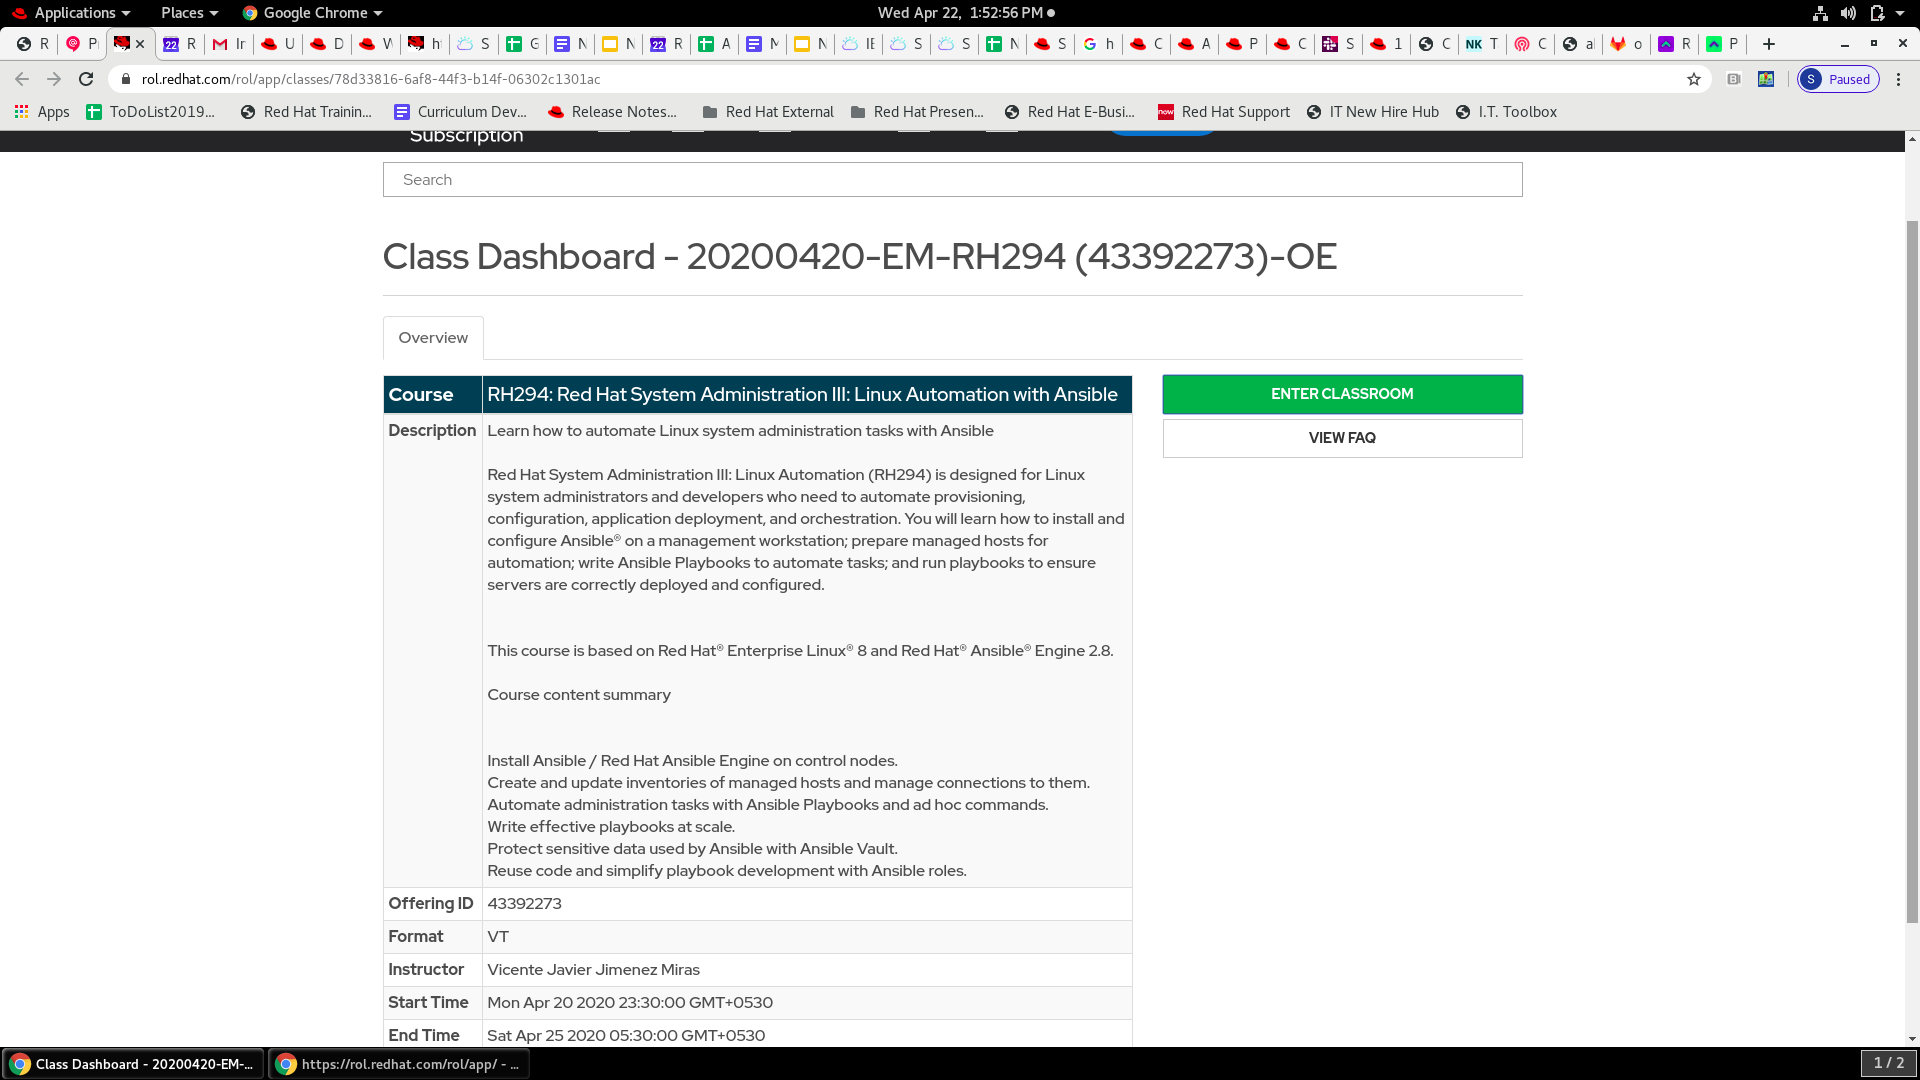 Applications
Places
Google Chrome
Wed Apr 22, 1:52:56 PM
R
P
R
Ir
U
D
h
S
G
N
N
R
A
N
N
IE
S
S
N
S
h
C
A
P
C
S
1
C
NK T
C
a
o
R
P
rol.redhat.com/rol/app/classes/78d33816-6af8-44f3-b14f-06302c1301ac
S Paused
Apps
ToDoList2019...
Red Hat Trainin...
Curriculum Dev...
Release Notes...
Red Hat External
Red Hat Presen...
Red Hat E-Busi...
now Red Hat Support
IT New Hire Hub
I.T. Toolbox
Subscription
Search
Class Dashboard - 20200420-EM-RH294 (43392273)-OE
Overview
Course RH294: Red Hat System Administration III: Linux Automation with Ansible
ENTER CLASSROOM
VIEW FAQ
Description Learn how to automate Linux system administration tasks with Ansible
Red Hat System Administration III: Linux Automation (RH294) is designed for Linux
system administrators and developers who need to automate provisioning,
configuration, application deployment, and orchestration. You will learn how to install and
configure Ansible® on a management workstation; prepare managed hosts for
automation; write Ansible Playbooks to automate tasks; and run playbooks to ensure
servers are correctly deployed and configured.
This course is based on Red Hat® Enterprise Linux® 8 and Red Hat® Ansible® Engine 2.8.
Course content summary
Install Ansible / Red Hat Ansible Engine on control nodes.
Create and update inventories of managed hosts and manage connections to them.
Automate administration tasks with Ansible Playbooks and ad hoc commands.
Write effective playbooks at scale.
Protect sensitive data used by Ansible with Ansible Vault.
Reuse code and simplify playbook development with Ansible roles.
Offering ID 43392273
Format VT
Instructor Vicente Javier Jimenez Miras
Start Time Mon Apr 20 2020 23:30:00 GMT+0530
End Time Sat Apr 25 2020 05:30:00 GMT+0530
Class Dashboard - 20200420-EM-...
https://rol.redhat.com/rol/app/ - ...
1 / 2